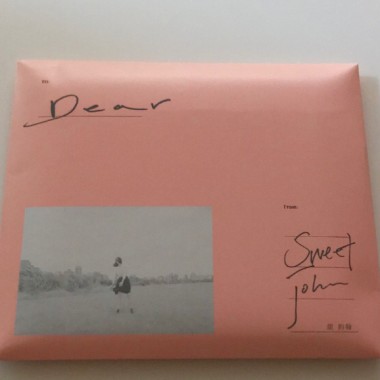 to:
Dear
from:
Sweet
John